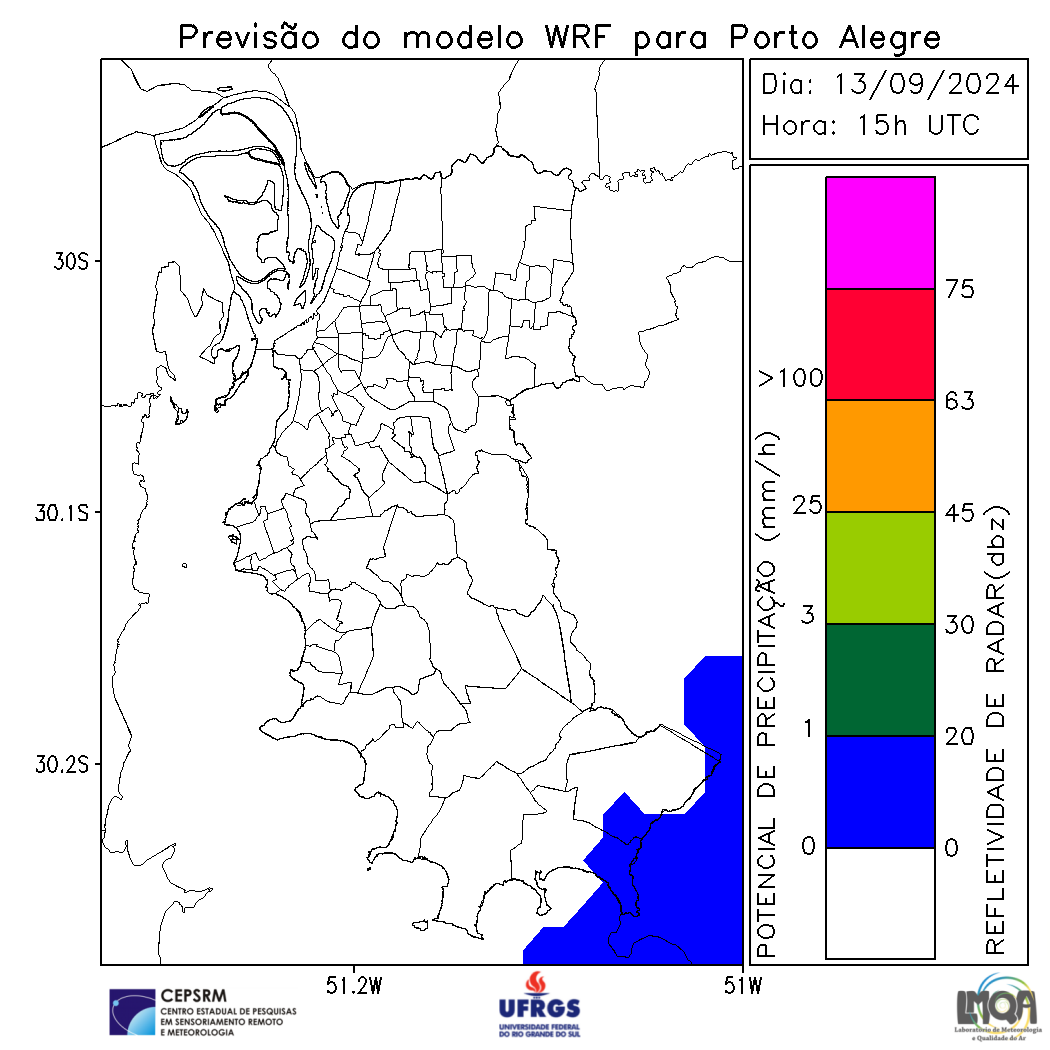 Previsão do modelo WRF para Porto Alegre
Dia: 13/09/2024
Hora: 15h UTC
30S
30.1S
30.2S
51.2W
51W
POTENCIAL DE PRECIPITAÇÃO (mm/h)
>100
25
3
1
0
75
63
45
30
20
0
REFLETIVIDADE DE RADAR(dbz)
CEPSRM
CENTRO ESTADUAL DE PESQUISAS
EM SENSORIAMENTO REMOTO
E METEOROLOGIA
UFRGS
UNIVERSIDADE FEDERAL
DO RIO GRANDE DO SUL
LMQA
Laboratório de Meteorologia
e Qualidade do Ar